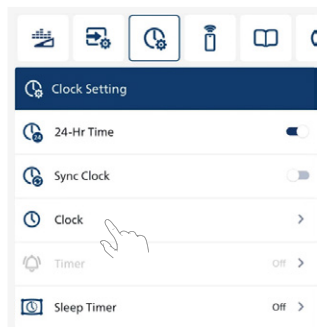 Clock Setting
24-Hr Time
Sync Clock
Clock
Timer Off
Sleep Timer Off